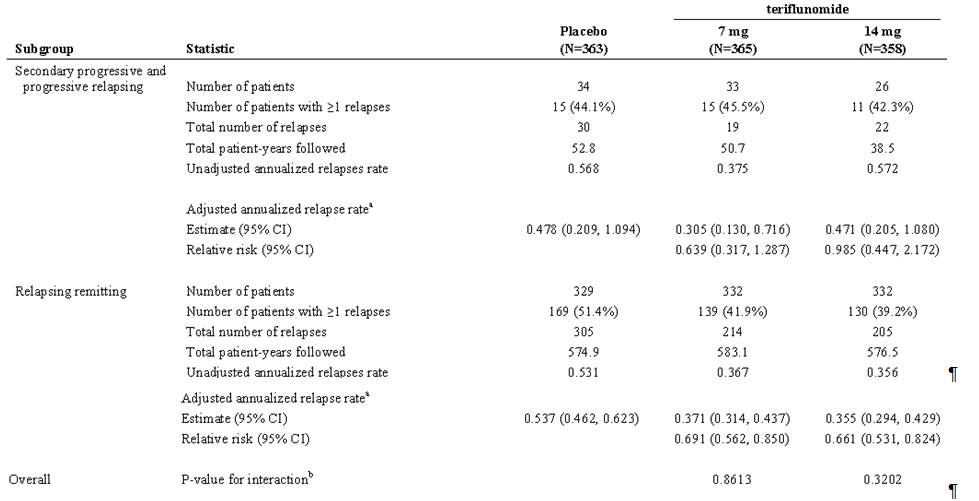 teriflunomide
Placebo 7 mg 14 mg
Subgroup Statistic (N=363) (N=365) (N=358)
Secondary progressive and
progressive relapsing Number of patients 34 33 26
Number of patients with ≥1 relapses 15 (44.1%) 15 (45.5%) 11 (42.3%)
Total number of relapses 30 19 22
Total patient-years followed 52.8 50.7 38.5
Unadjusted annualized relapses rate 0.568 0.375 0.572
Adjusted annualized relapse rateᵃ
Estimate (95% CI) 0.478 (0.209, 1.094) 0.305 (0.130, 0.716) 0.471 (0.205, 1.080)
Relative risk (95% CI) 0.639 (0.317, 1.287) 0.985 (0.447, 2.172)
Relapsing remitting Number of patients 329 332 332
Number of patients with ≥1 relapses 169 (51.4%) 139 (41.9%) 130 (39.2%)
Total number of relapses 305 214 205
Total patient-years followed 574.9 583.1 576.5
Unadjusted annualized relapses rate 0.531 0.367 0.356 ¶
Adjusted annualized relapse rateᵃ
Estimate (95% CI) 0.537 (0.462, 0.623) 0.371 (0.314, 0.437) 0.355 (0.294, 0.429)
Relative risk (95% CI) 0.691 (0.562, 0.850) 0.661 (0.531, 0.824)
Overall P-value for interactionᵇ 0.8613 0.3202
¶